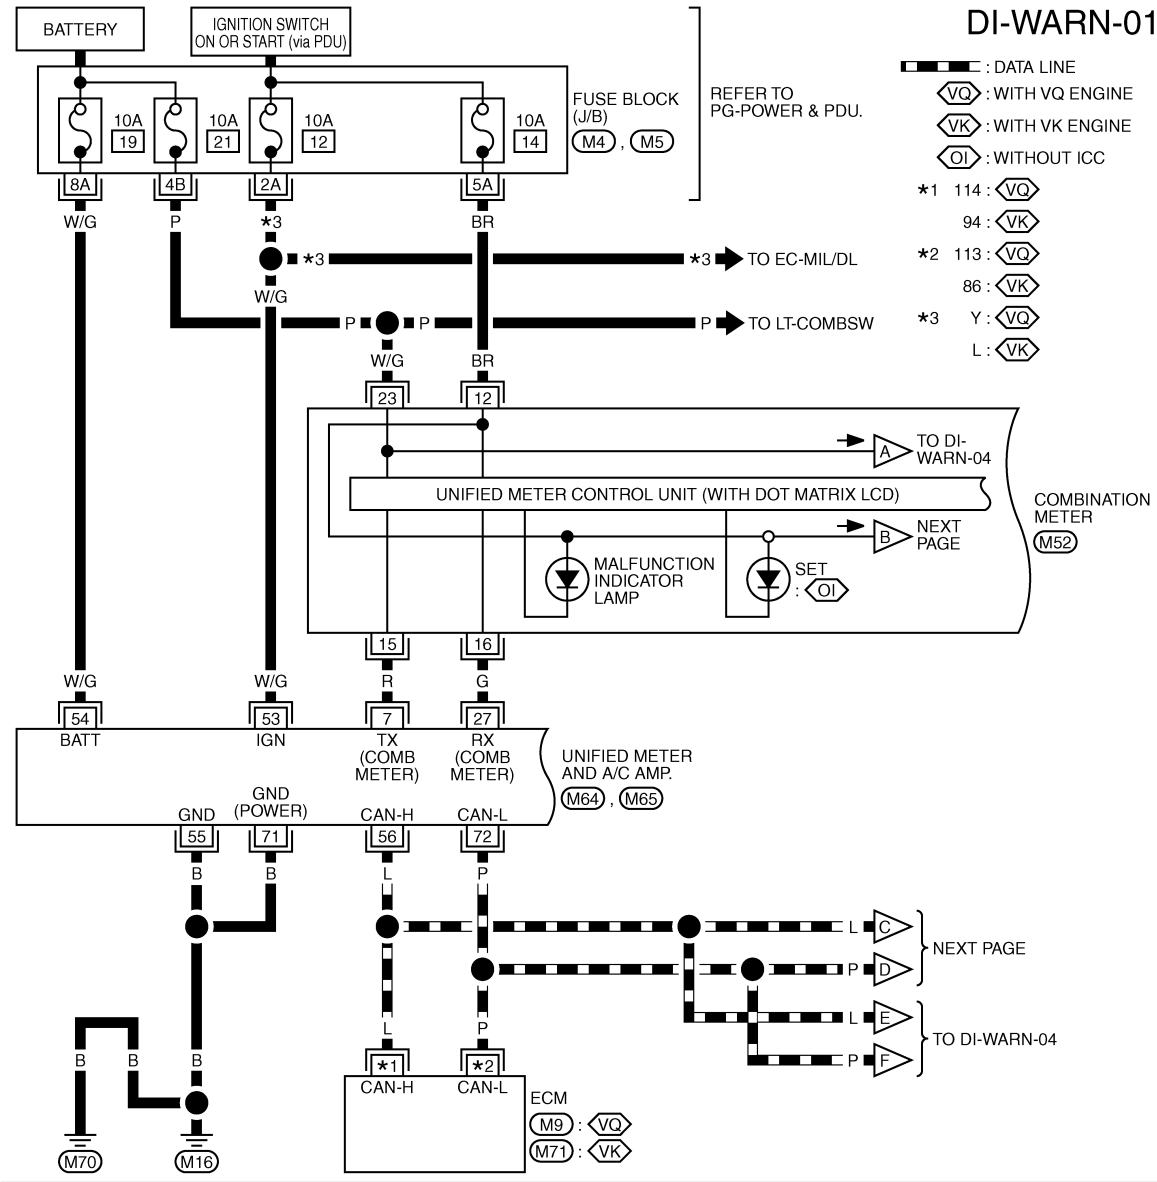 DI-WARN-01
BATTERY
IGNITION SWITCH
ON OR START (via PDU)
: DATA LINE
VQ : WITH VQ ENGINE
VK : WITH VK ENGINE
OI : WITHOUT ICC
*1 114 : VQ
94 : VK
*2 113 : VQ
86 : VK
*3 Y : VQ
L : VK
10A
19
10A
21
10A
12
10A
14
FUSE BLOCK
(J/B)
M4 , M5
REFER TO
PG-POWER & PDU.
8A
4B
2A
5A
W/G
P
*3
BR
*3
*3
TO EC-MIL/DL
W/G
P
P
P
TO LT-COMBSW
W/G
BR
23
12
A
TO DI-
WARN-04
UNIFIED METER CONTROL UNIT (WITH DOT MATRIX LCD)
B
NEXT
PAGE
COMBINATION
METER
M52
MALFUNCTION
INDICATOR
LAMP
SET
: OI
15
16
W/G
W/G
R
G
54
53
7
27
BATT
IGN
TX
(COMB
METER)
RX
(COMB
METER)
UNIFIED METER
AND A/C AMP.
M64 , M65
GND
GND
(POWER)
CAN-H
CAN-L
55
71
56
72
B
B
L
P
L
C
P
D
NEXT PAGE
L
E
P
F
TO DI-WARN-04
B
B
B
L
P
*1
*2
CAN-H
CAN-L
ECM
M9 : VQ
M71 : VK
M70
M16